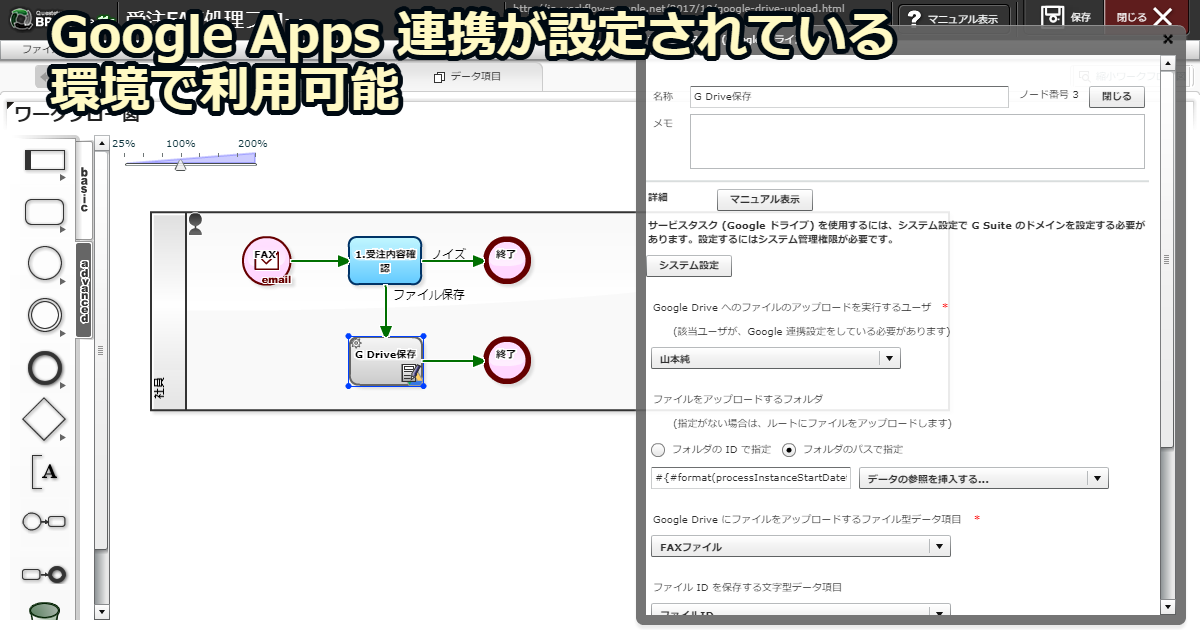 Google Apps 連携が設定されている
環境で利用可能
マニュアル表示
保存
閉じる
データ項目
25%
100%
200%
basic
advanced
A
社員
FAX
email
1.受注内容確
認
ノイズ
終了
ファイル保存
G Drive保存
終了
名称
G Drive保存
ノード番号 3
閉じる
メモ
詳細
マニュアル表示
サービスタスク (Google ドライブ) を使用するには、システム設定で G Suite のドメインを設定する必要が
あります。設定するにはシステム管理権限が必要です。
システム設定
Google Drive へのファイルのアップロードを実行するユーザ *
(該当ユーザが、Google 連携設定をしている必要があります)
山本純
ファイルをアップロードするフォルダ
(指定がない場合は、ルートにファイルをアップロードします)
フォルダの ID で指定
フォルダのパスで指定
#{#format(processInstanceStartDate
データの参照を挿入する...
Google Drive にファイルをアップロードするファイル型データ項目 *
FAXファイル
ファイル ID を保存する文字型データ項目
ファイルID